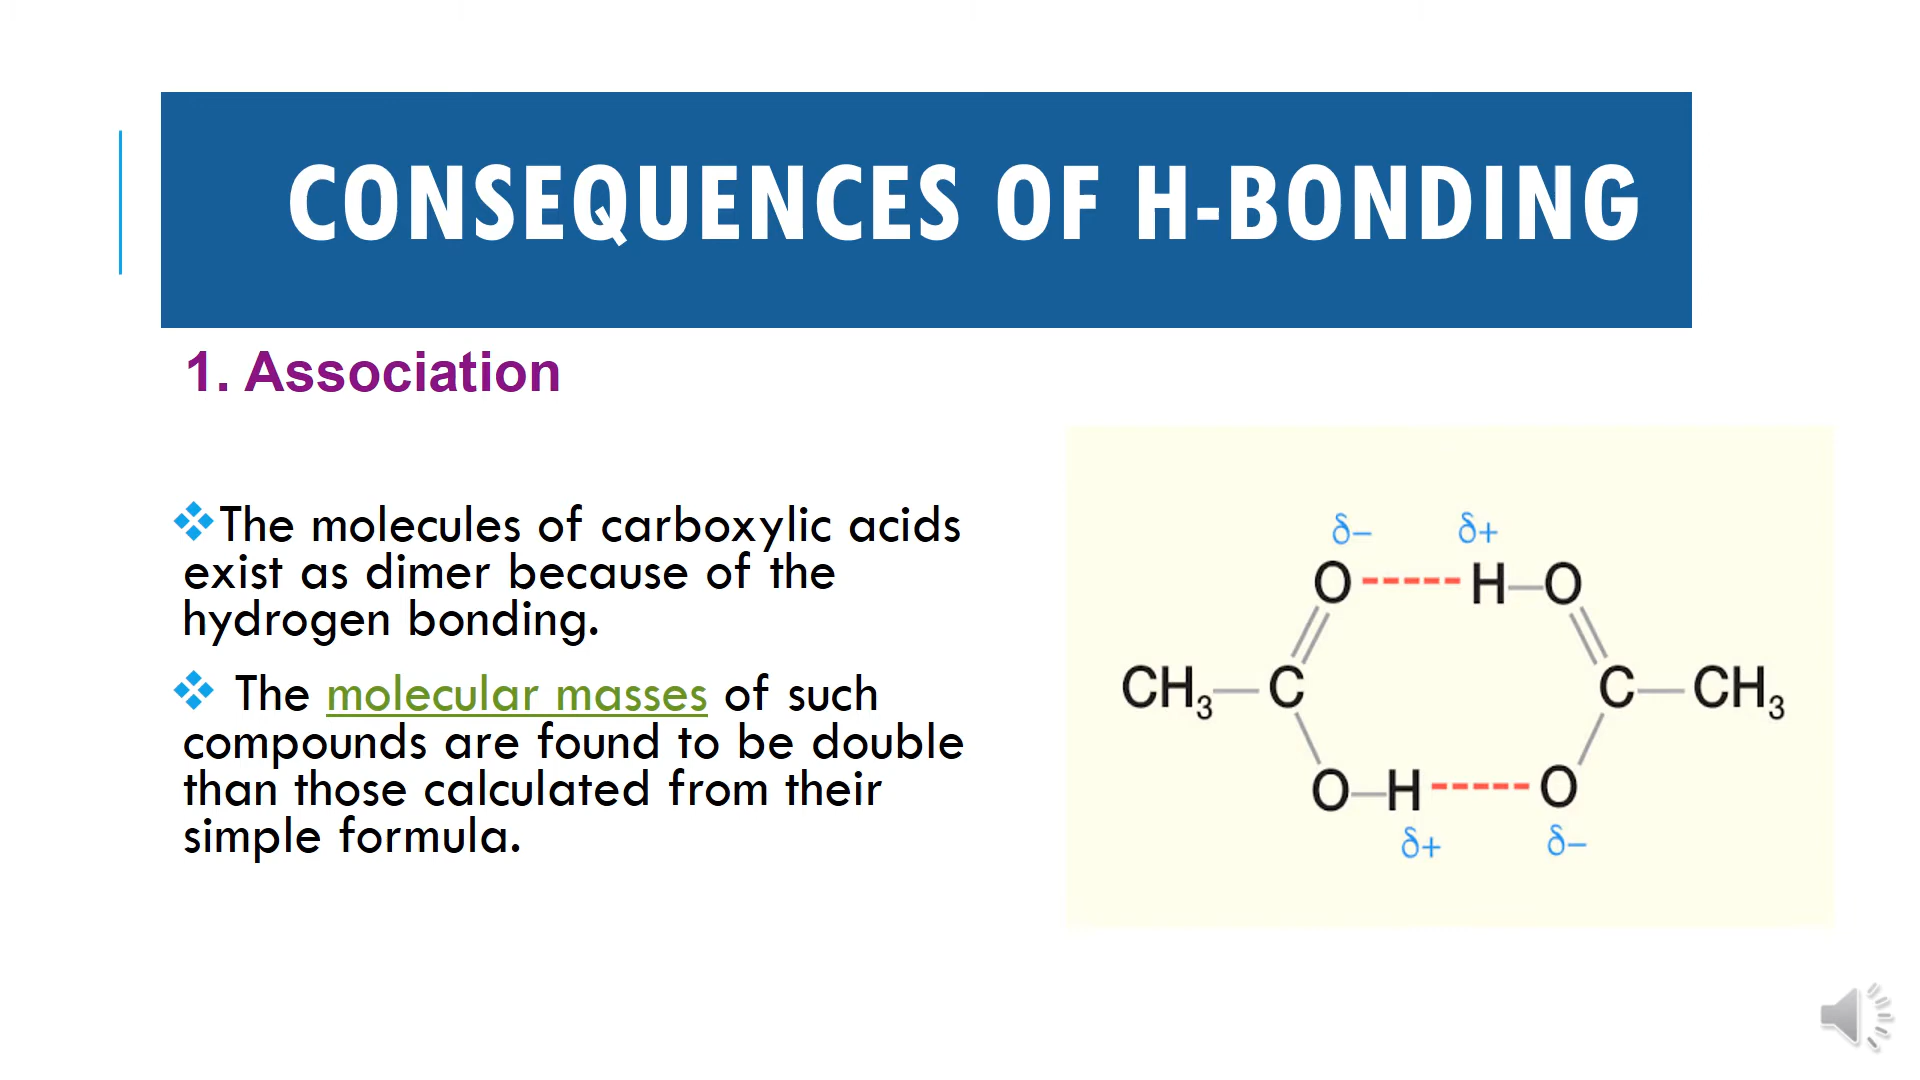 CONSEQUENCES OF H-BONDING
1. Association
❖The molecules of carboxylic acids
exist as dimer because of the
hydrogen bonding.
❖ The molecular masses of such
compounds are found to be double
than those calculated from their
simple formula.
δ− δ+
O H O
CH₃ C C CH₃
O H O
δ+ δ−